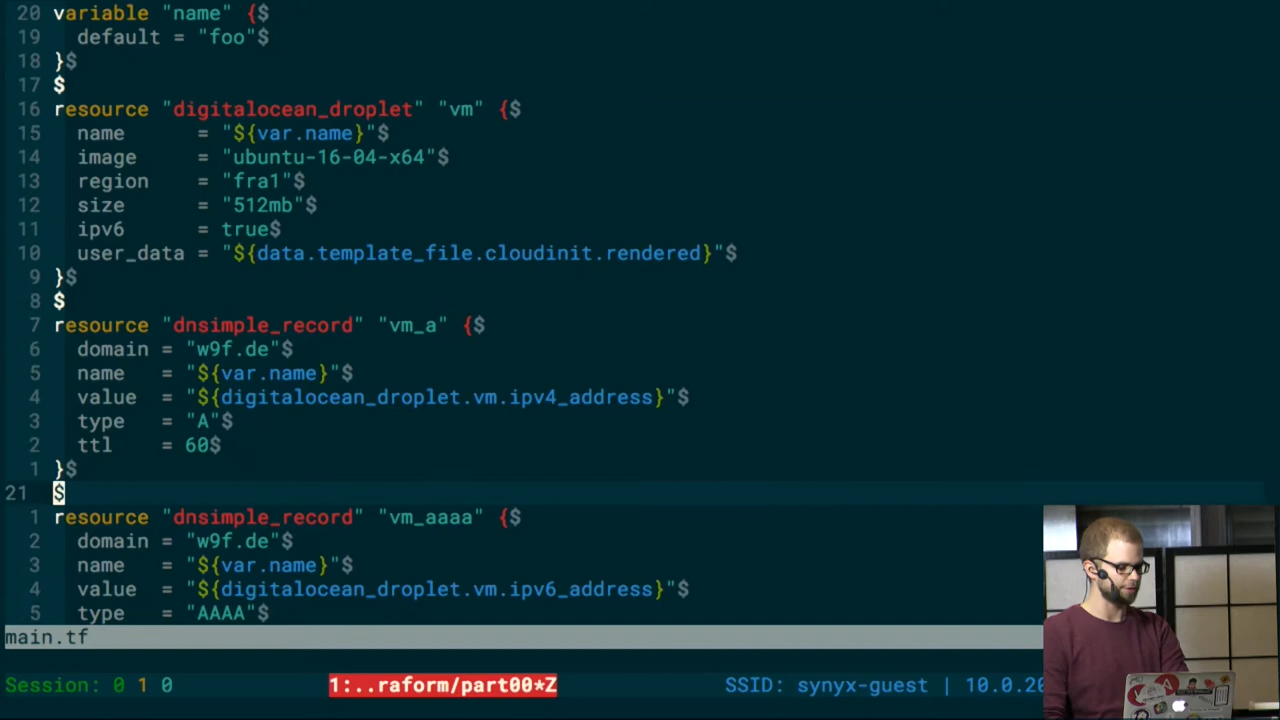 20 variable "name" {$
19   default = "foo"$
18 }$
17 $
16 resource "digitalocean_droplet" "vm" {$
15   name      = "${var.name}"$
14   image     = "ubuntu-16-04-x64"$
13   region    = "fra1"$
12   size      = "512mb"$
11   ipv6      = true$
10   user_data = "${data.template_file.cloudinit.rendered}"$
9 }$
8 $
7 resource "dnsimple_record" "vm_a" {$
6   domain = "w9f.de"$
5   name   = "${var.name}"$
4   value  = "${digitalocean_droplet.vm.ipv4_address}"$
3   type   = "A"$
2   ttl    = 60$
1 }$
21 $
1 resource "dnsimple_record" "vm_aaaa" {$
2   domain = "w9f.de"$
3   name   = "${var.name}"$
4   value  = "${digitalocean_droplet.vm.ipv6_address}"$
5   type   = "AAAA"$
main.tf
Session: 0 1 0 1:..raform/part00*Z SSID: synyx-guest | 10.0.20